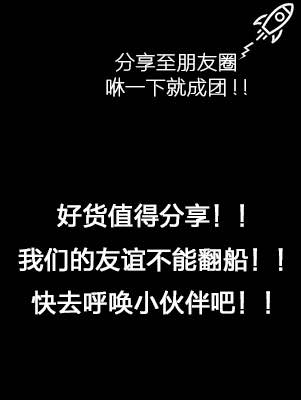 分享至朋友圈
咻一下就成团!!
好货值得分享！！
我们的友谊不能翻船！！
快去呼唤小伙伴吧！！